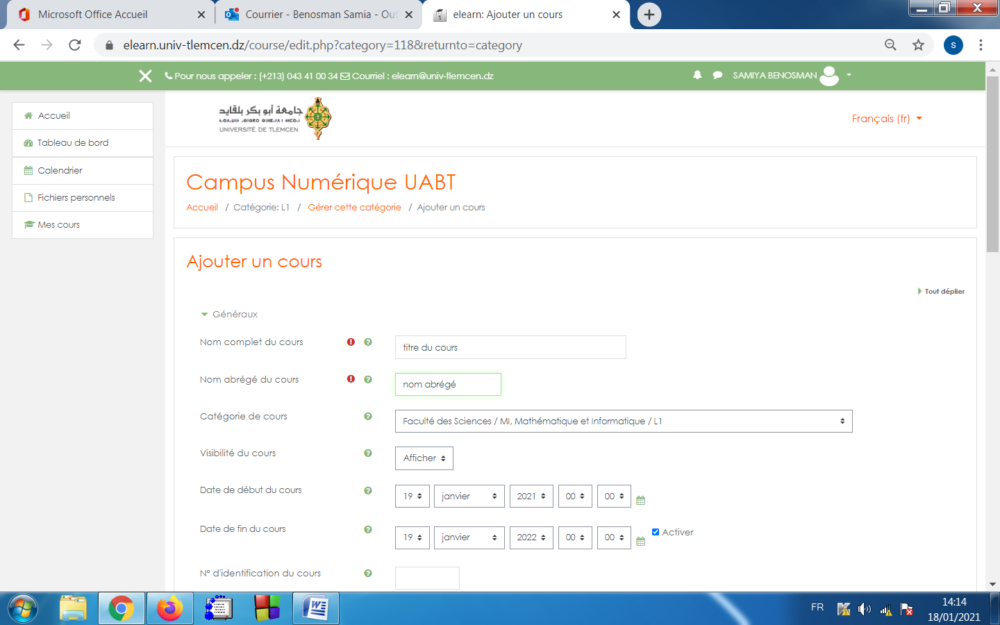 Microsoft Office Accueil
Courrier - Benosman Samia - Out
elearn: Ajouter un cours
elearn.univ-tlemcen.dz/course/edit.php?category=118&returnto=category
S
Pour nous appeler : (+213) 043 41 00 34 Courriel : elearn@univ-tlemcen.dz
SAMIYA BENOSMAN
Accueil
Tableau de bord
Calendrier
Fichiers personnels
Mes cours
جامعة أبو بكر بلقايد
UNIVERSITÉ DE TLEMCEN
Français (fr)
Campus Numérique UABT
Accueil / Catégorie: L1 / Gérer cette catégorie / Ajouter un cours
Ajouter un cours
Tout déplier
Généraux
Nom complet du cours titre du cours
Nom abrégé du cours nom abrégé
Catégorie de cours Faculté des Sciences / MI, Mathématique et Informatique / L1
Visibilité du cours Afficher
Date de début du cours 19 janvier 2021 00 00
Date de fin du cours 19 janvier 2022 00 00 Activer
N° d'identification du cours
FR
14:14
18/01/2021